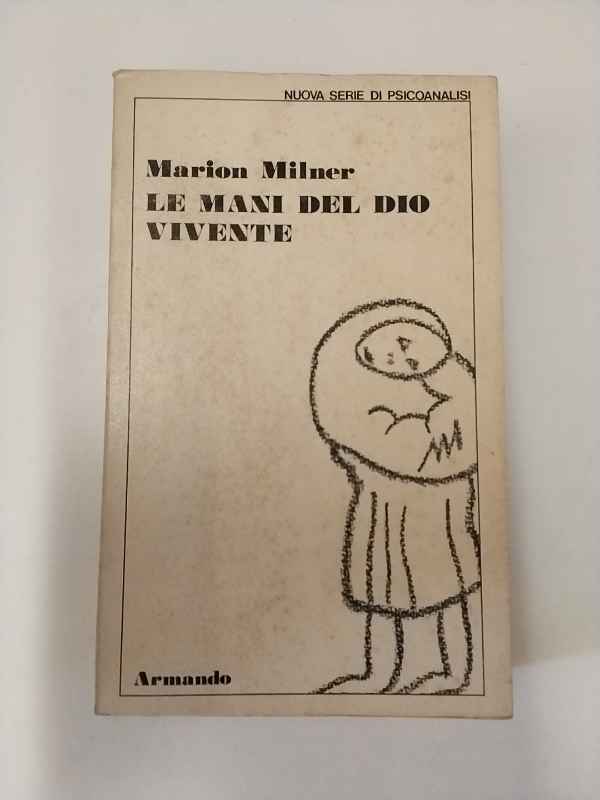 NUOVA SERIE DI PSICOANALISI
Marion Milner
LE MANI DEL DIO
VIVENTE
Armando